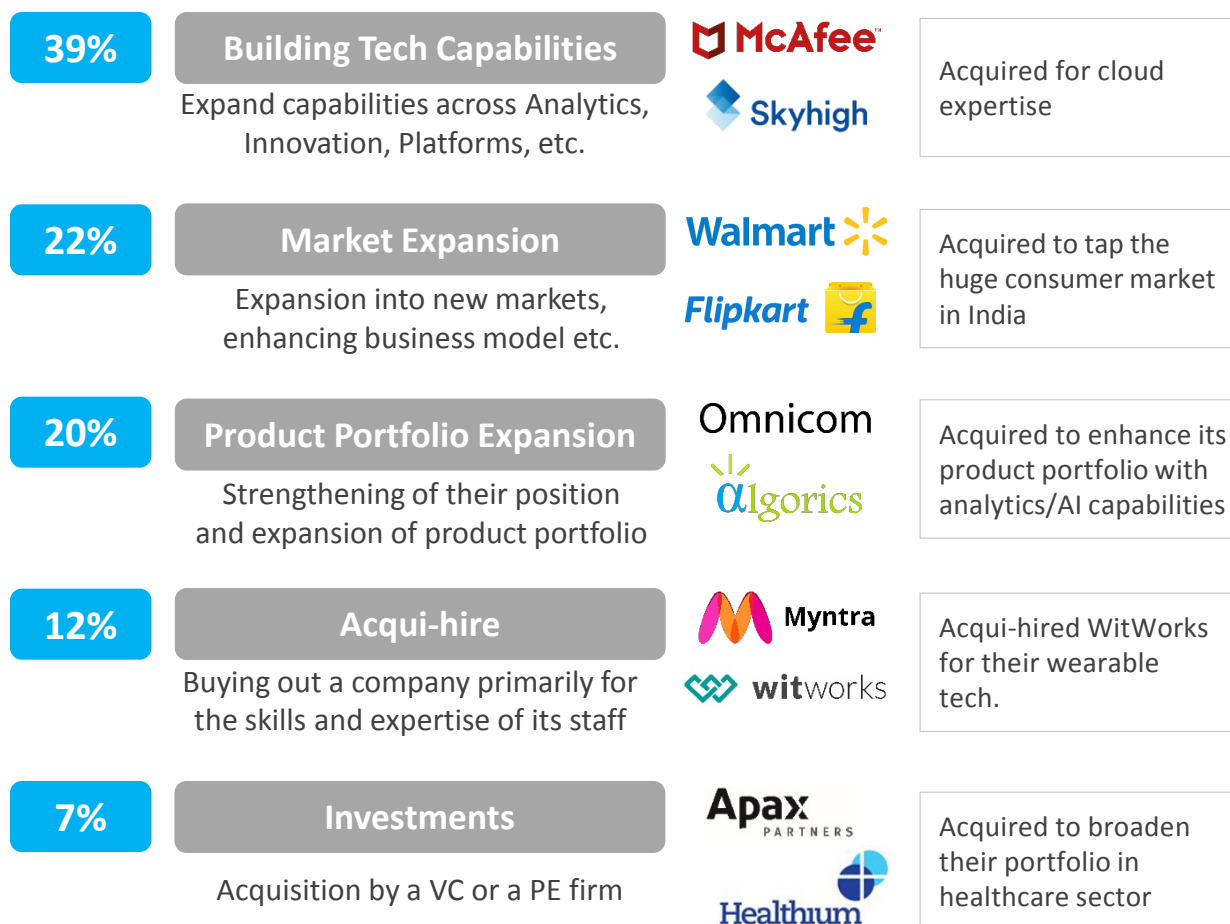 39%
Building Tech Capabilities
Expand capabilities across Analytics,
Innovation, Platforms, etc.
McAfee™
Skyhigh
Acquired for cloud
expertise
22%
Market Expansion
Expansion into new markets,
enhancing business model etc.
Walmart
Flipkart
Acquired to tap the
huge consumer market
in India
20%
Product Portfolio Expansion
Strengthening of their position
and expansion of product portfolio
Omnicom
αlgorics
Acquired to enhance its
product portfolio with
analytics/AI capabilities
12%
Acqui-hire
Buying out a company primarily for
the skills and expertise of its staff
Myntra
witworks
Acqui-hired WitWorks
for their wearable
tech.
7%
Investments
Acquisition by a VC or a PE firm
Apax
PARTNERS
Healthium
Acquired to broaden
their portfolio in
healthcare sector